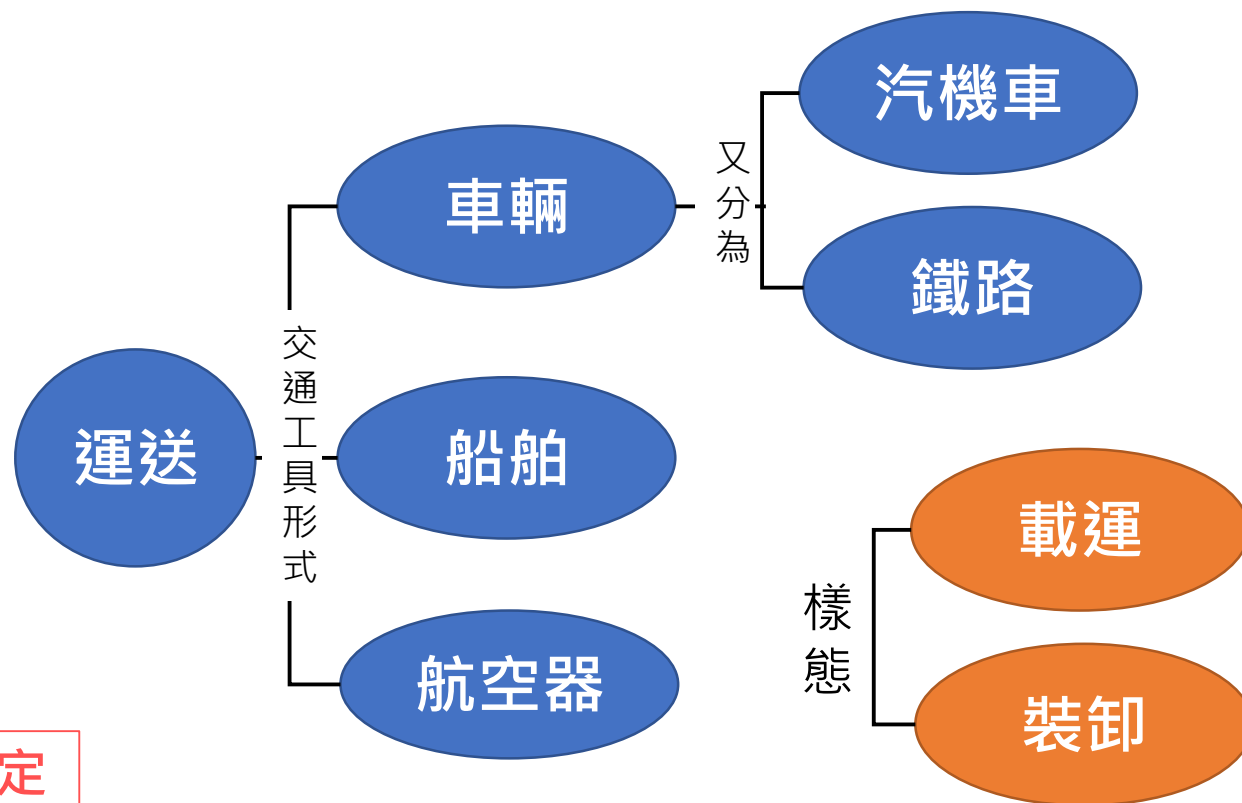 運送
交通工具形式
車輛
船舶
航空器
又分為
汽機車
鐵路
樣態
載運
裝卸
定